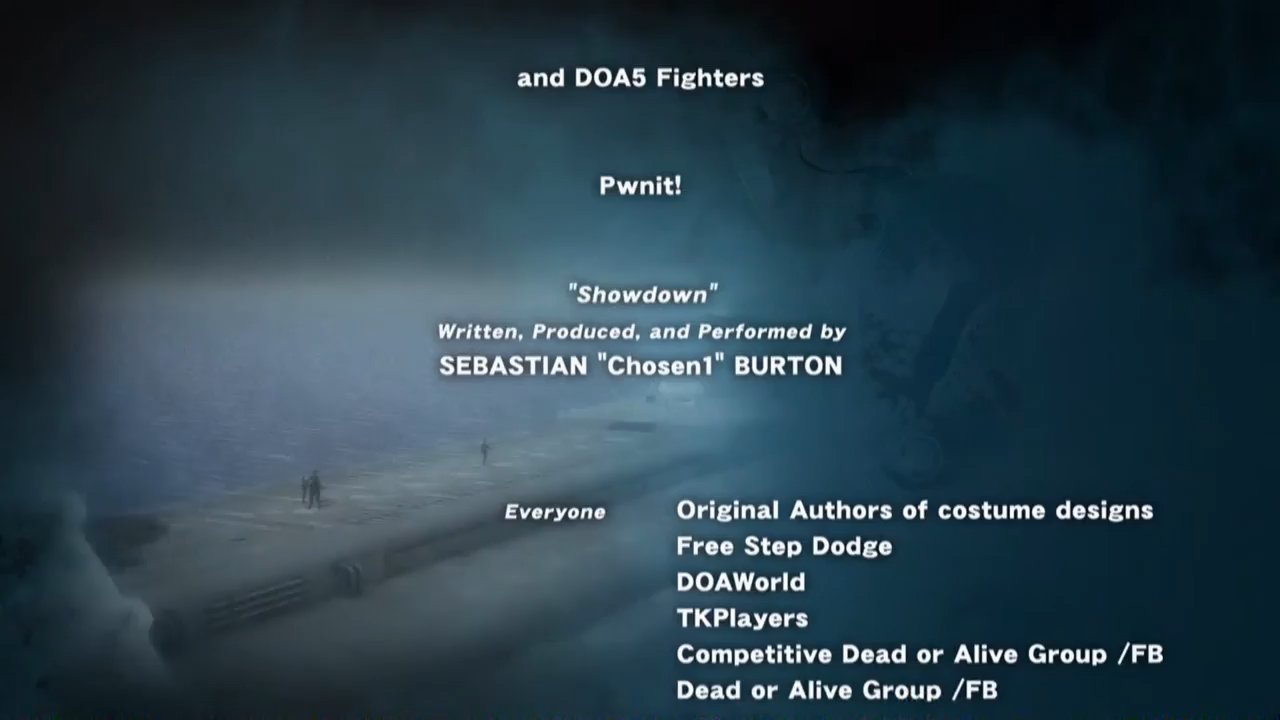 and DOA5 Fighters
Pwnit!
"Showdown"
Written, Produced, and Performed by
SEBASTIAN "Chosen1" BURTON
Everyone Original Authors of costume designs
Free Step Dodge
DOAWorld
TKPlayers
Competitive Dead or Alive Group /FB
Dead or Alive Group /FB